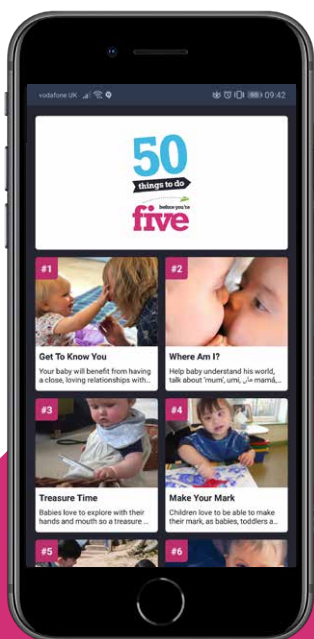 vodafone UK
09:42
50
things to do
before you're
five
#1
#2
Get To Know You
Your baby will benefit from having
a close, loving relationships with...
Where Am I?
Help baby understand his world,
talk about 'mum', umi, مآں, mamá,...
#3
#4
Treasure Time
Babies love to explore with their
hands and mouth so a treasure ...
Make Your Mark
Children love to be able to make
their mark, as babies, toddlers a...
#5
#6